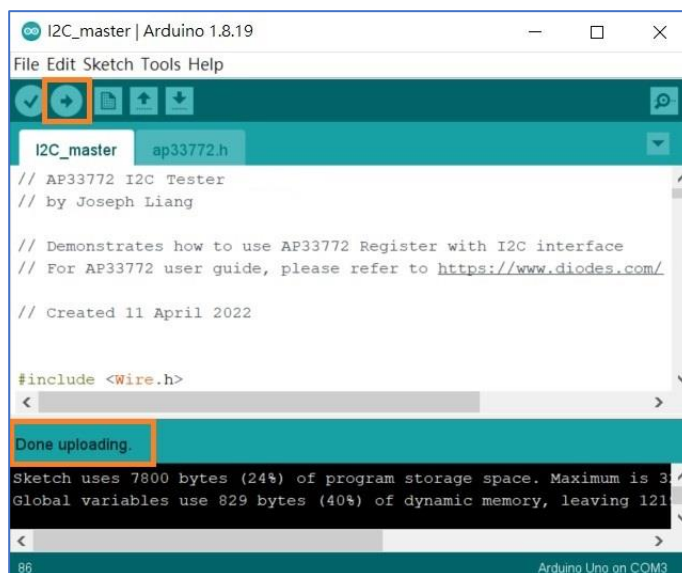 I2C_master | Arduino 1.8.19
File Edit Sketch Tools Help
I2C_master
ap33772.h
// AP33772 I2C Tester
// by Joseph Liang
// Demonstrates how to use AP33772 Register with I2C interface
// For AP33772 user guide, please refer to https://www.diodes.com/
// Created 11 April 2022
#include <Wire.h>
Done uploading.
Sketch uses 7800 bytes (24%) of program storage space. Maximum is
Global variables use 829 bytes (40%) of dynamic memory, leaving
86
Arduino Uno on COM3